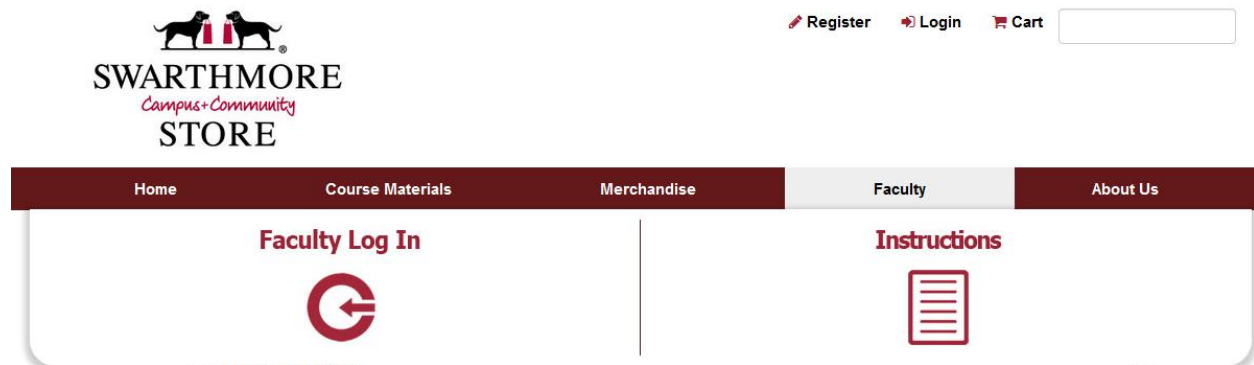 Register Login Cart
®
SWARTHMORE
Campus+Community
STORE
Home Course Materials Merchandise Faculty About Us
Faculty Log In Instructions